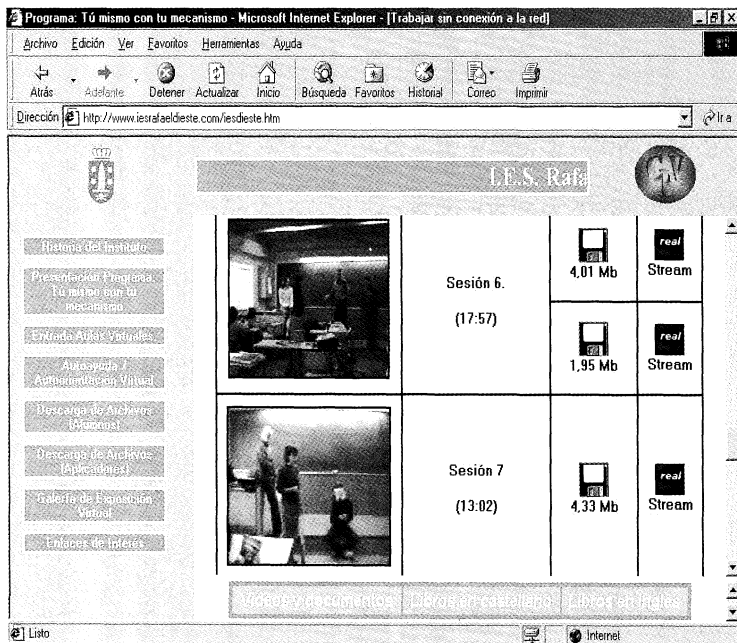 Programa: Tú mismo con tu mecanismo - Microsoft Internet Explorer - [Trabajar sin conexión a la red]
Archivo Edición Ver Favoritos Herramientas Ayuda
Atrás Adelante Detener Actualizar Inicio Búsqueda Favoritos Historial Correo Imprimir
Dirección http://www.iesrafaeldieste.com/iesdieste.htm Ir a
I.E.S. Rafa
Historia del Instituto
Presentación Programa.
Tú mismo con tu
mecanismo
Entrada Aulas Virtuales
Autoayuda /
Automentación Virtual
Descarga de Archivos
(Alumnos)
Descarga de Archivos
(Aplicadores)
Galería de Exposición
Virtual
Enlaces de Interés
Sesión 6.
(17:57)
4,01 Mb
real
Stream
1,95 Mb
real
Stream
Sesión 7
(13:02)
4,33 Mb
real
Stream
Videos y documentos Libros en castellano Libros en inglés
Listo Internet